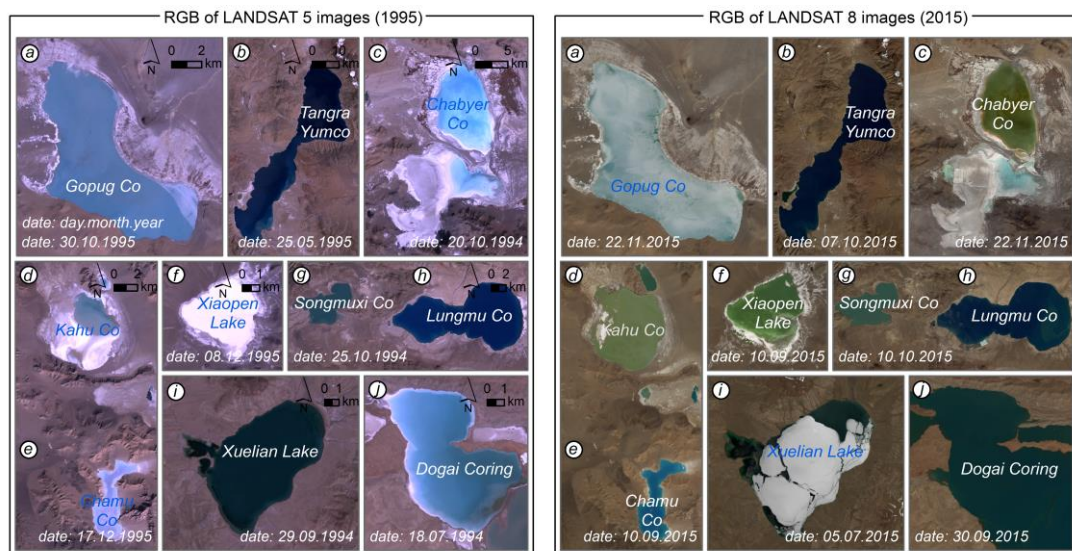 RGB of LANDSAT 5 images (1995)
a
N
0 2
km
Gopug Co
date: day.month.year
date: 30.10.1995
b
N
0 10
km
Tangra
Yumco
date: 25.05.1995
c
N
0 5
km
Chabyer
Co
date: 20.10.1994
d
N
0 2
km
Kahu Co
e
Chamu
Co
date: 17.12.1995
f
N
0 1
km
Xiaopen
Lake
date: 08.12.1995
g
h
N
0 2
km
Songmuxi Co
Lungmu Co
date: 25.10.1994
i
N
0 1
km
Xuelian Lake
date: 29.09.1994
j
N
0 1
km
Dogai Coring
date: 18.07.1994
RGB of LANDSAT 8 images (2015)
a
Gopug Co
date: 22.11.2015
b
Tangra
Yumco
date: 07.10.2015
c
Chabyer
Co
date: 22.11.2015
d
Kahu Co
e
Chamu
Co
date: 10.09.2015
f
Xiaopen
Lake
date: 10.09.2015
g
h
Songmuxi Co
Lungmu Co
date: 10.10.2015
i
Xuelian Lake
date: 05.07.2015
j
Dogai Coring
date: 30.09.2015